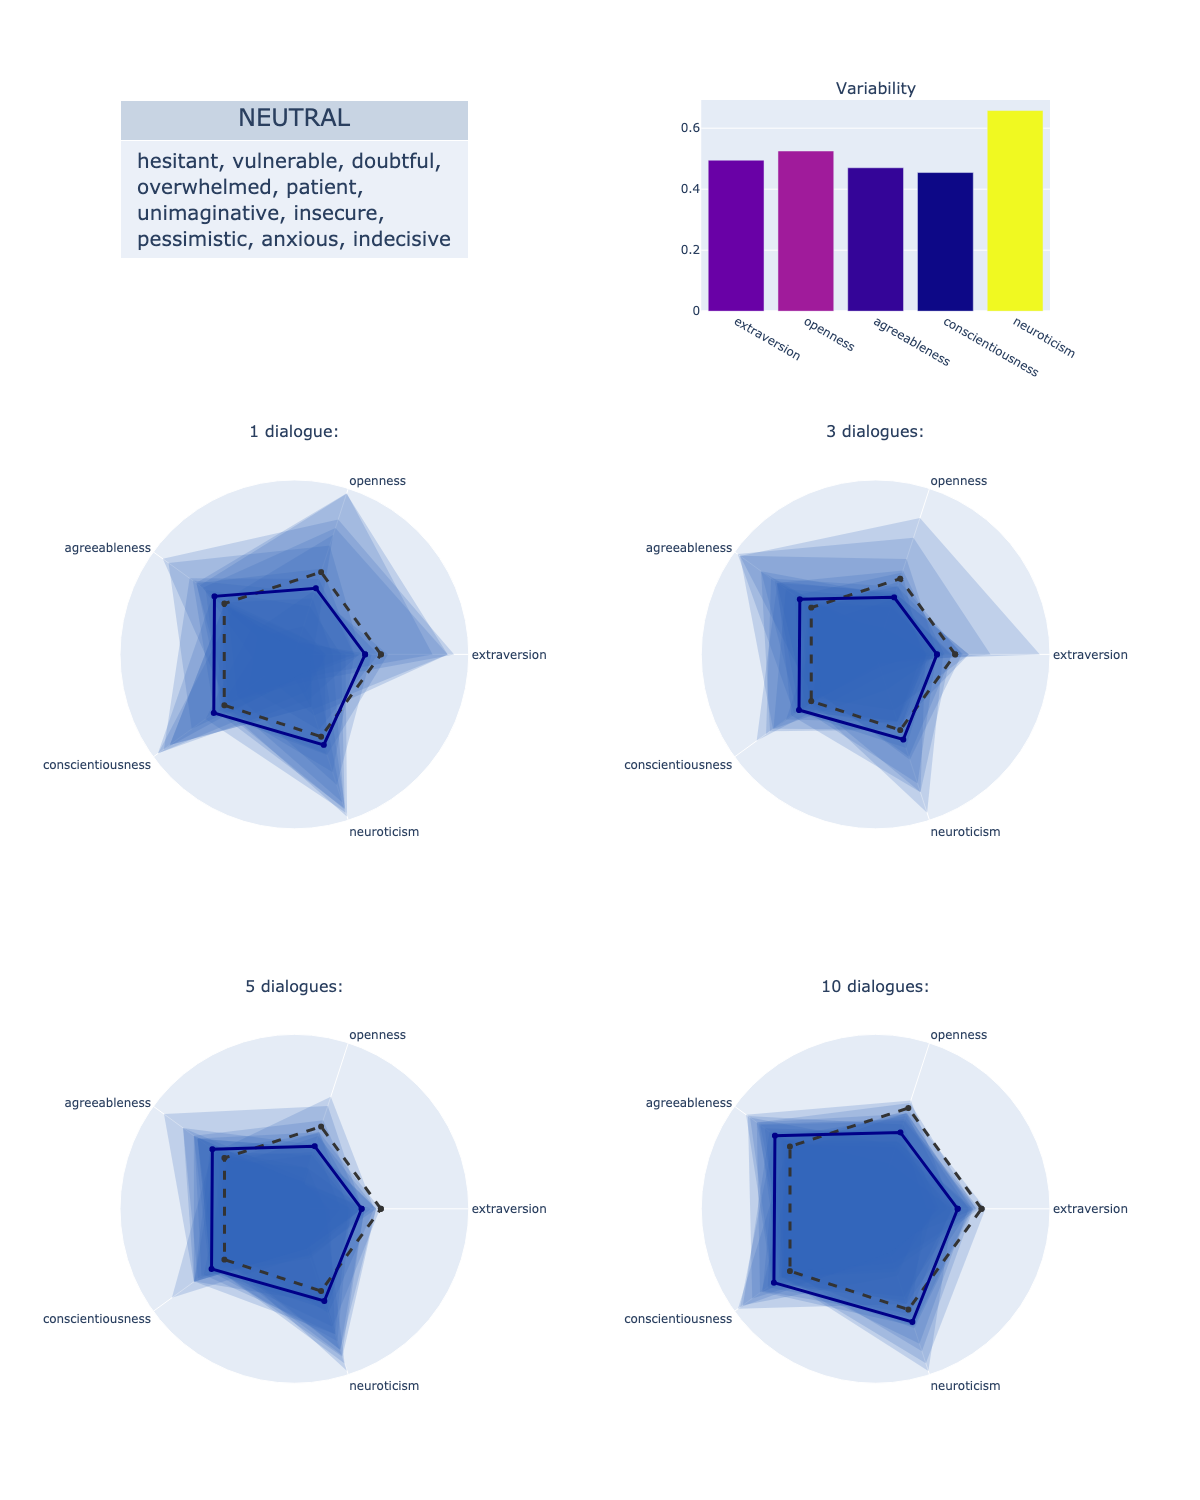 NEUTRAL
hesitant, vulnerable, doubtful,
overwhelmed, patient,
unimaginative, insecure,
pessimistic, anxious, indecisive
Variability
0.6
0.4
0.2
0
extraversion
openness
agreeableness
conscientiousness
neuroticism
1 dialogue:
openness
agreeableness
extraversion
conscientiousness
neuroticism
3 dialogues:
openness
agreeableness
extraversion
conscientiousness
neuroticism
5 dialogues:
openness
agreeableness
extraversion
conscientiousness
neuroticism
10 dialogues:
openness
agreeableness
extraversion
conscientiousness
neuroticism